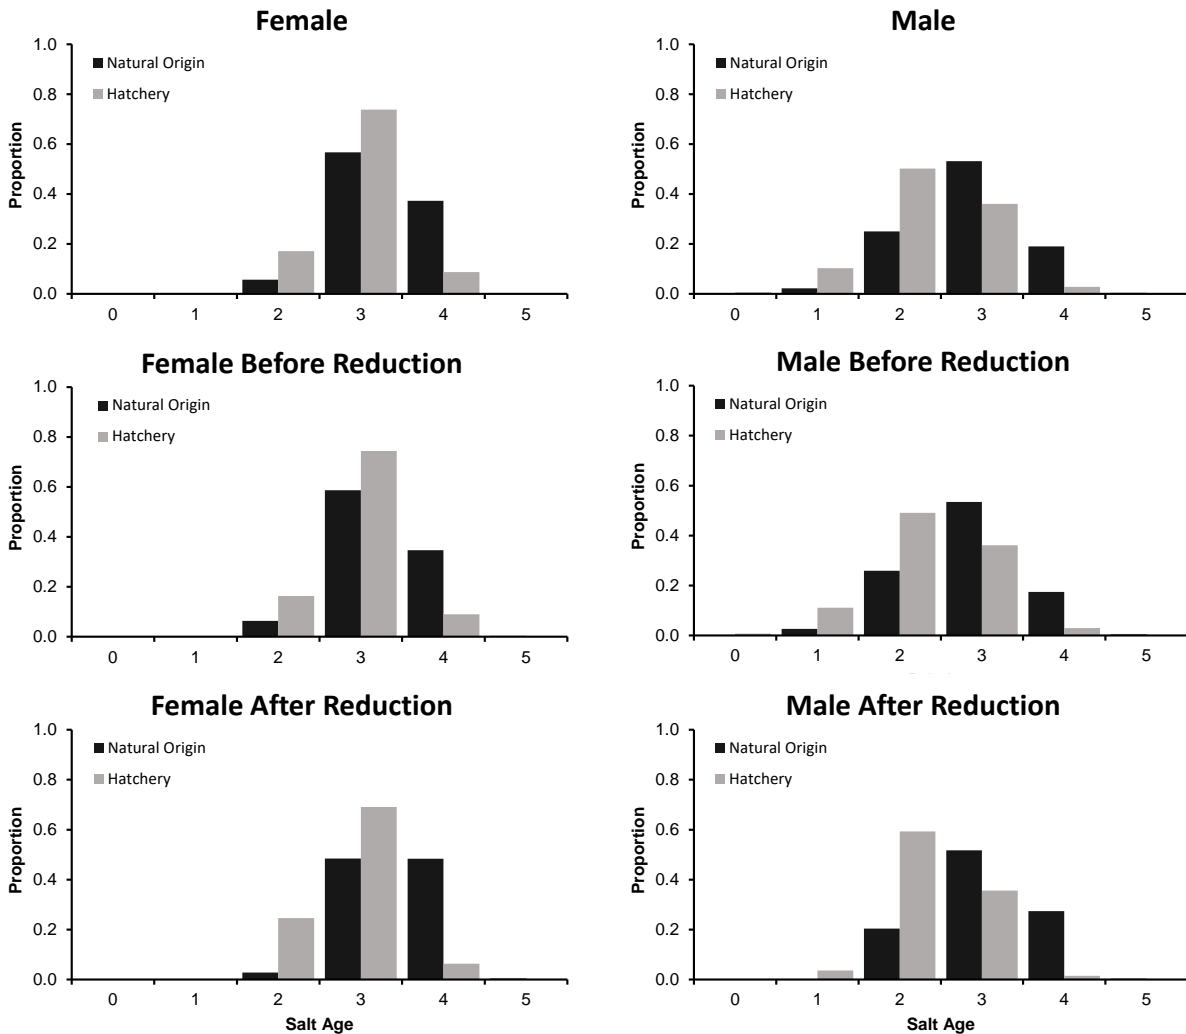 Female
1.0
0.8
0.6
0.4
0.2
0.0
Proportion
Natural Origin
Hatchery
0 1 2 3 4 5
Male
1.0
0.8
0.6
0.4
0.2
0.0
Proportion
Natural Origin
Hatchery
0 1 2 3 4 5
Female Before Reduction
1.0
0.8
0.6
0.4
0.2
0.0
Proportion
Natural Origin
Hatchery
0 1 2 3 4 5
Male Before Reduction
1.0
0.8
0.6
0.4
0.2
0.0
Proportion
Natural Origin
Hatchery
0 1 2 3 4 5
Female After Reduction
1.0
0.8
0.6
0.4
0.2
0.0
Proportion
Natural Origin
Hatchery
0 1 2 3 4 5
Salt Age
Male After Reduction
1.0
0.8
0.6
0.4
0.2
0.0
Proportion
Natural Origin
Hatchery
0 1 2 3 4 5
Salt Age